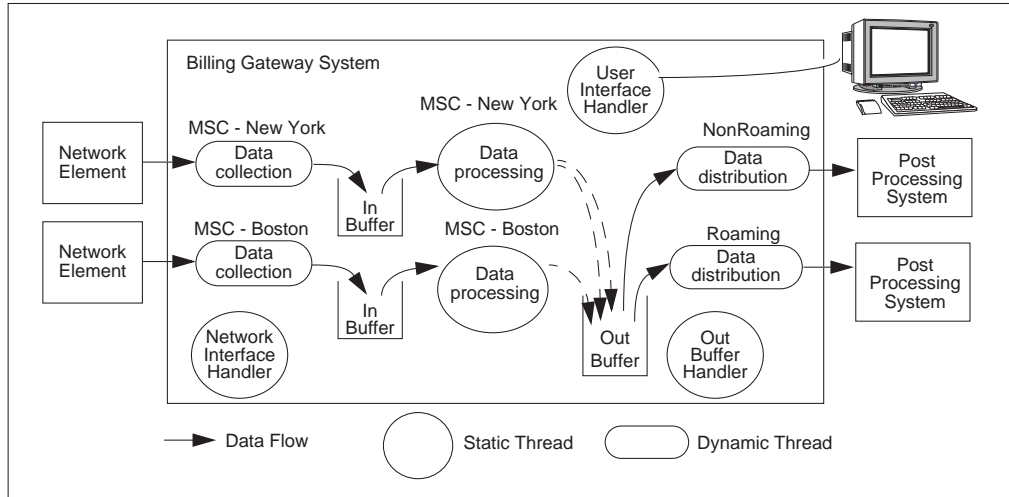 Billing Gateway System
User
Interface
Handler
MSC - New York
MSC - New York
NonRoaming
Network
Element
Data
collection
Data
processing
Data
distribution
Post
Processing
System
In
Buffer
MSC - Boston
MSC - Boston
Roaming
Network
Element
Data
collection
Data
processing
Data
distribution
Post
Processing
System
In
Buffer
Network
Interface
Handler
Out
Buffer
Out
Buffer
Handler
Data Flow
Static Thread
Dynamic Thread